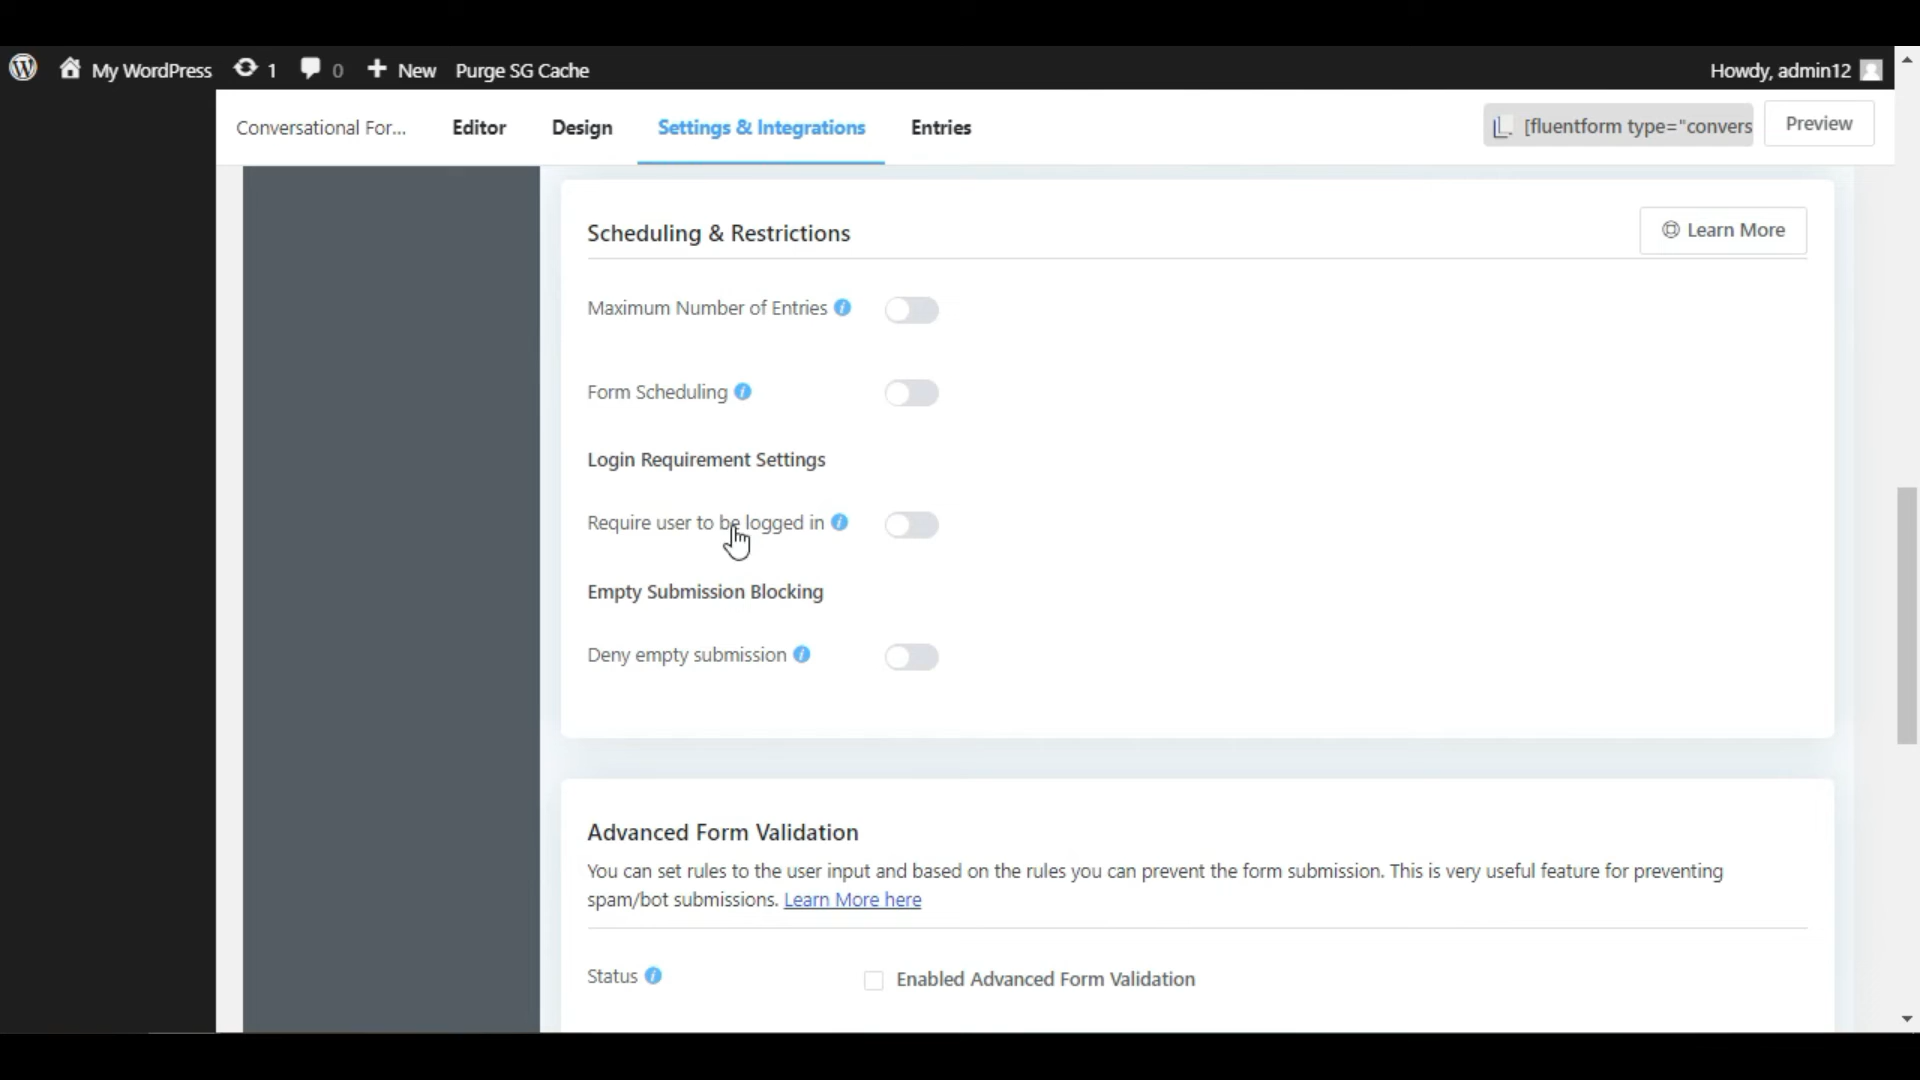 My WordPress 1 0 New Purge SG Cache Howdy, admin12
Conversational For... Editor Design Settings & Integrations Entries [fluentform type="convers Preview
Scheduling & Restrictions Learn More
Maximum Number of Entries
Form Scheduling
Login Requirement Settings
Require user to be logged in
Empty Submission Blocking
Deny empty submission
Advanced Form Validation
You can set rules to the user input and based on the rules you can prevent the form submission. This is very useful feature for preventing
spam/bot submissions. Learn More here
Status Enabled Advanced Form Validation